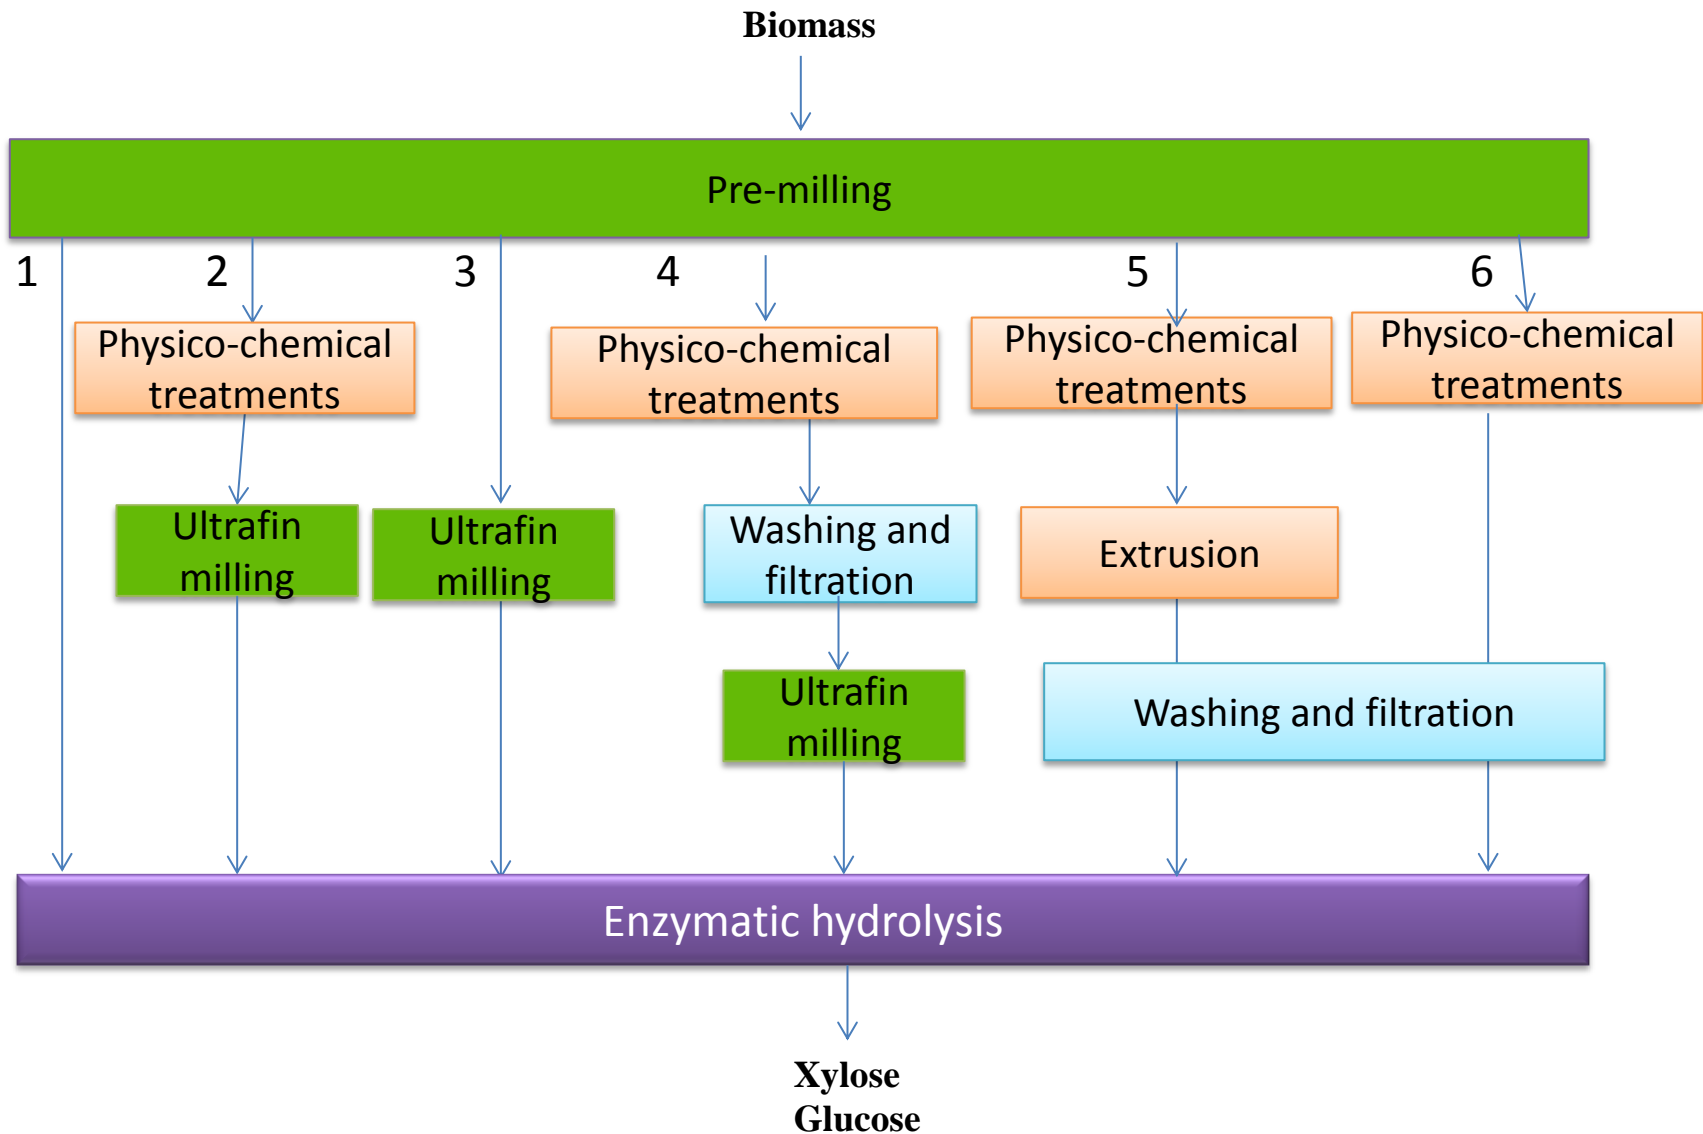 Biomass
Pre-milling
1
2
3
4
5
6
Physico-chemical
treatments
Physico-chemical
treatments
Physico-chemical
treatments
Physico-chemical
treatments
Ultrafin
milling
Ultrafin
milling
Washing and
filtration
Extrusion
Ultrafin
milling
Washing and filtration
Enzymatic hydrolysis
Xylose
Glucose